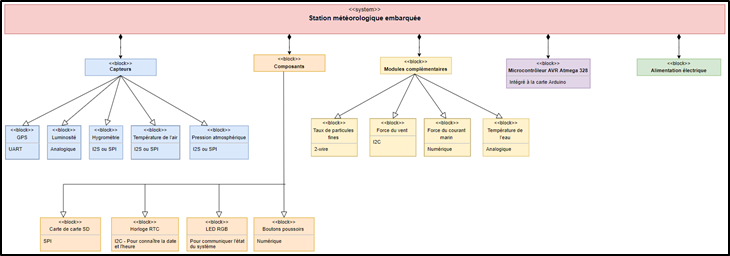 <<system>>
Station météorologique embarquée
<<block>>
Capteurs
<<block>>
Composants
<<block>>
Modules complémentaires
<<block>>
Microcontrôleur AVR Atmega 328
Intégré à la carte Arduino
<<block>>
Alimentation électrique
<<block>>
GPS
UART
<<block>>
Luminosité
Analogique
<<block>>
Hygrométrie
I2S ou SPI
<<block>>
Température de l'air
I2S ou SPI
<<block>>
Pression atmosphérique
I2S ou SPI
<<block>>
Taux de particules
fines
2-wire
<<block>>
Force du vent
I2C
<<block>>
Force du courant
marin
Numérique
<<block>>
Température de
l'eau
Analogique
<<block>>
Carte de carte SD
SPI
<<block>>
Horloge RTC
I2C - Pour connaître la date
et l'heure
<<block>>
LED RGB
Pour communiquer l'état
du système
<<block>>
Boutons poussoirs
Numérique